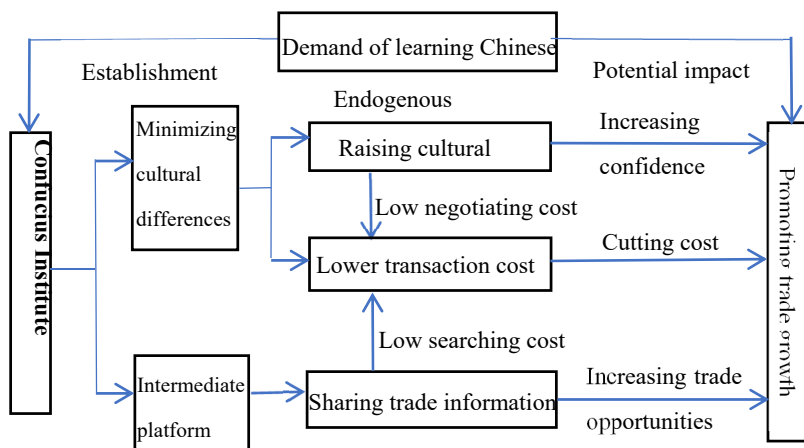 Demand of learning Chinese
Establishment
Potential impact
Endogenous
Confucius Institute
Minimizing
cultural
differences
Raising cultural
Increasing
confidence
Low negotiating cost
Lower transaction cost
Cutting cost
Low searching cost
Intermediate
platform
Sharing trade information
Increasing trade
opportunities
Promoting trade growth